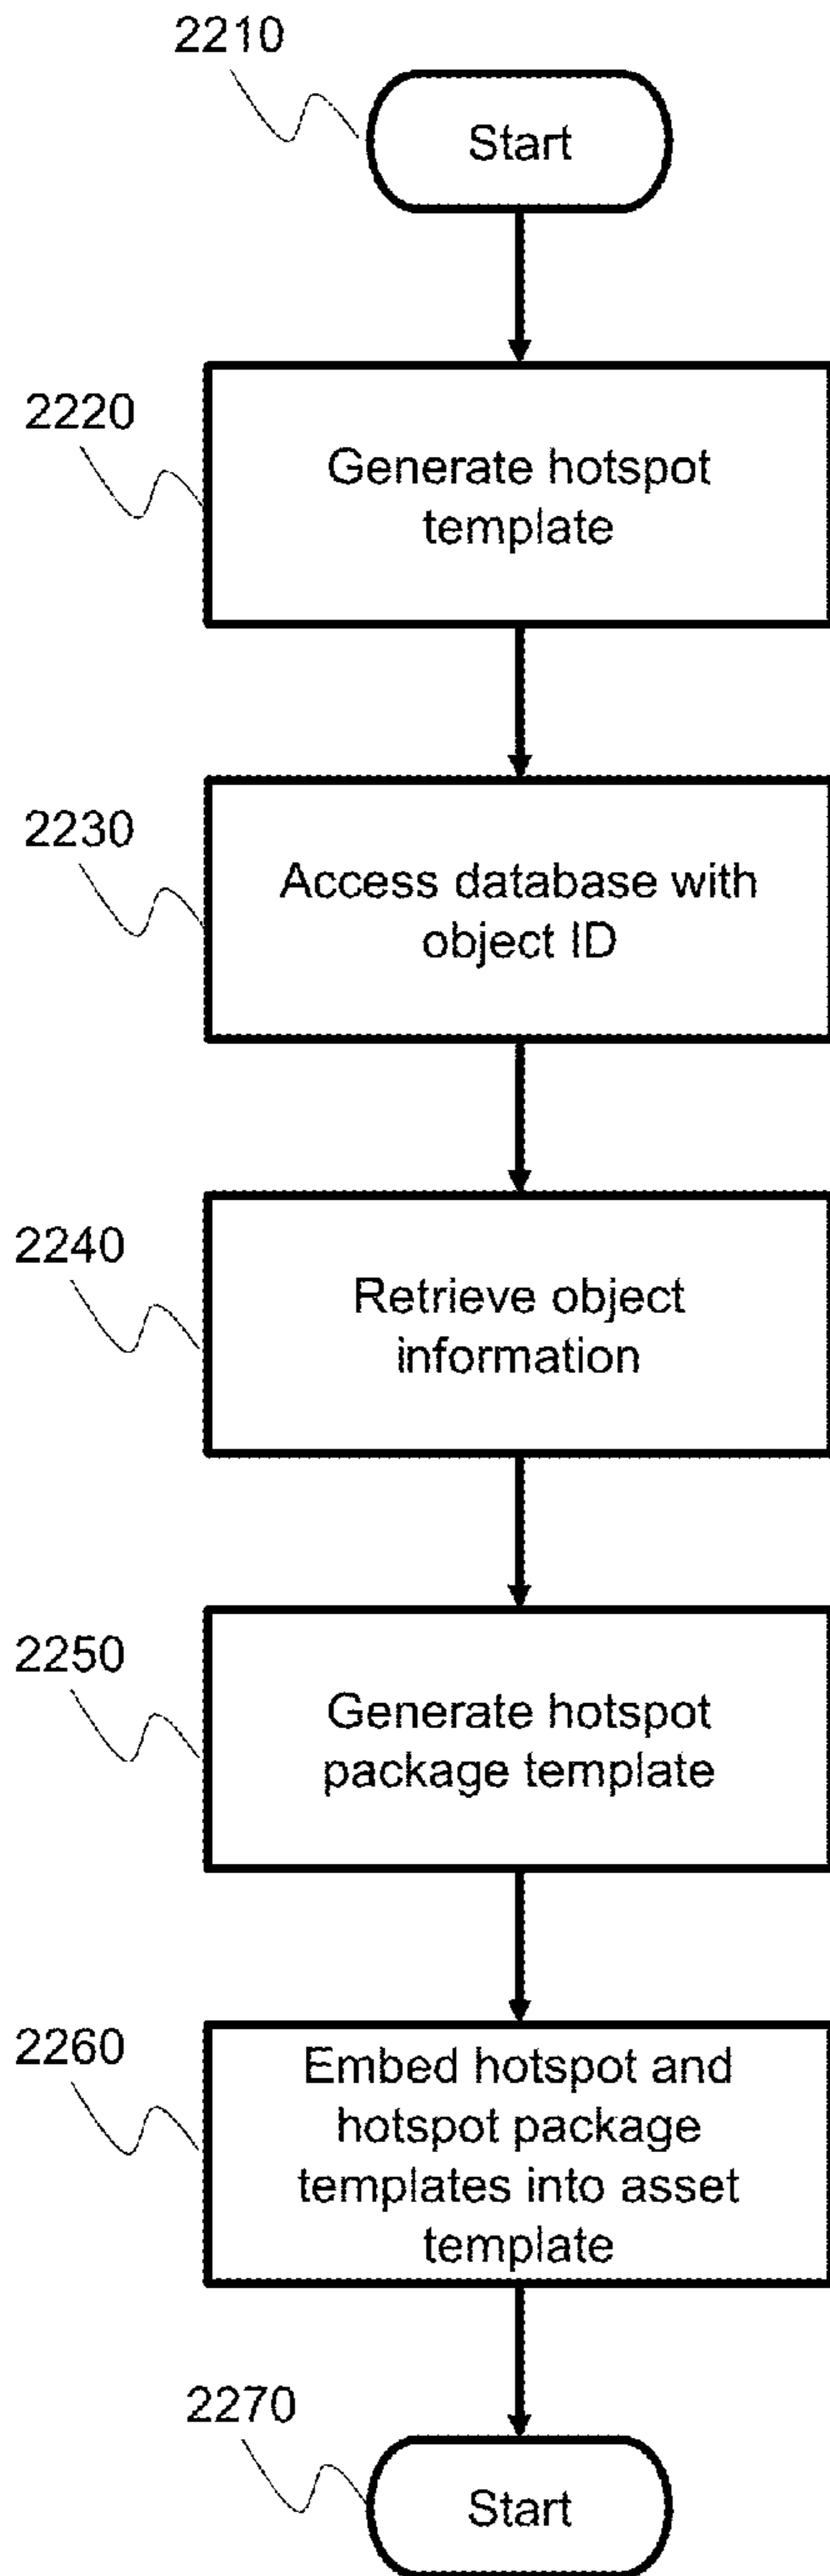 2210
Start
2220
Generate hotspot
template
2230
Access database with
object ID
2240
Retrieve object
information
2250
Generate hotspot
package template
2260
Embed hotspot and
hotspot package
templates into asset
template
2270
Start